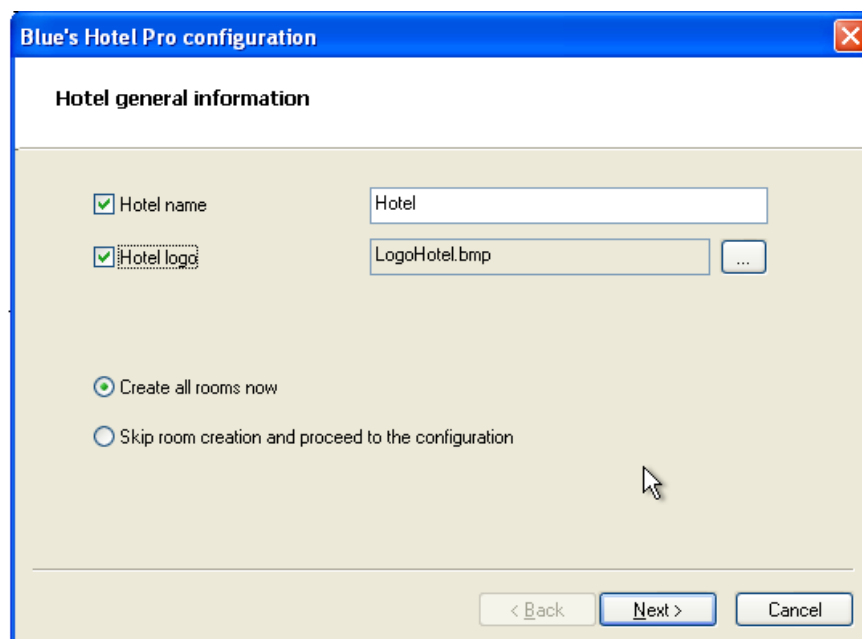 Blue's Hotel Pro configuration
Hotel general information
Hotel name Hotel
Hotel logo LogoHotel.bmp ...
Create all rooms now
Skip room creation and proceed to the configuration
< Back Next > Cancel